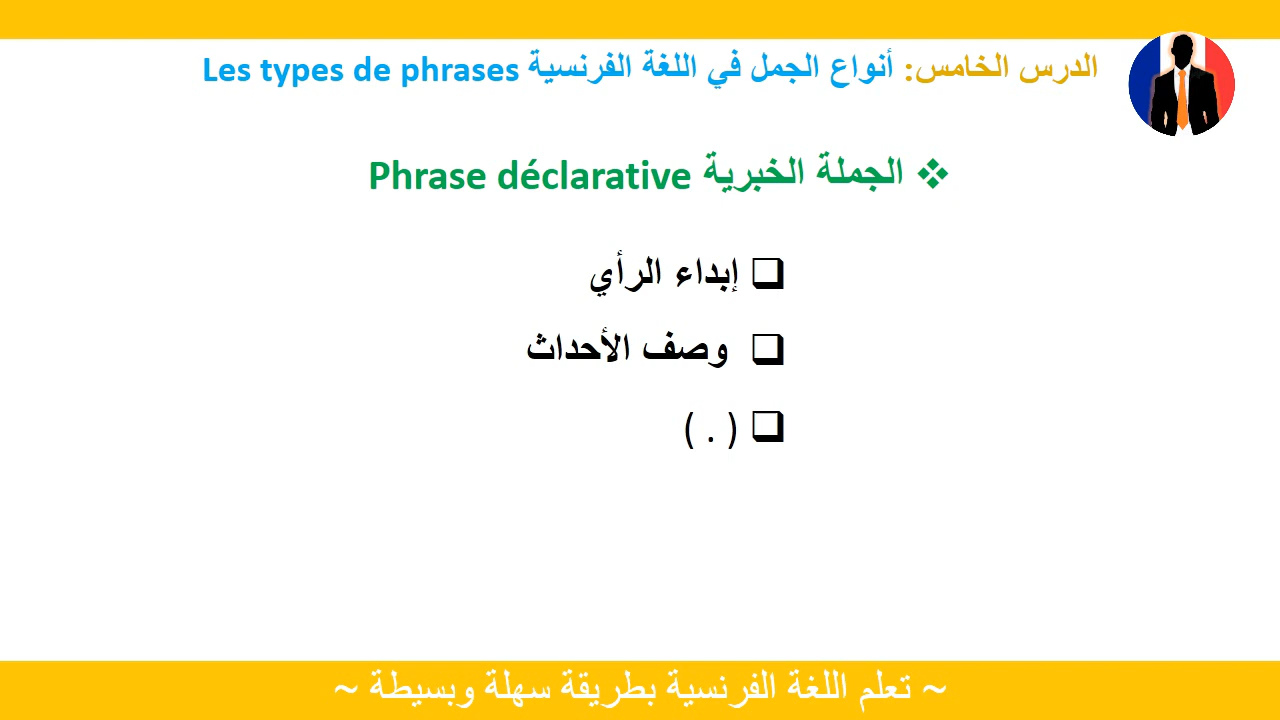 الدرس الخامس: أنواع الجمل في اللغة الفرنسية Les types de phrases
❖ الجملة الخبرية Phrase déclarative
❑ إبداء الرأي
❑ وصف الأحداث
❑ ( . )
~ تعلم اللغة الفرنسية بطريقة سهلة وبسيطة ~